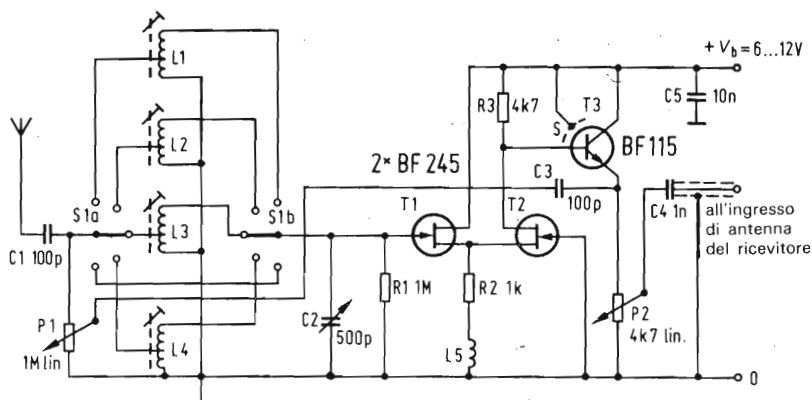 L1
+ Vb = 6...12V
R3
4k7
S
T3
C5
10n
L2
2× BF 245
BF115
C3
100p
S1a
L3
S1b
T1
T2
C4 1n
all'ingresso
di antenna
del ricevitore
C1 100p
R1 1M
R2 1k
C2
500p
P1
1M lin
L4
L5
P2
4k7 lin.
0